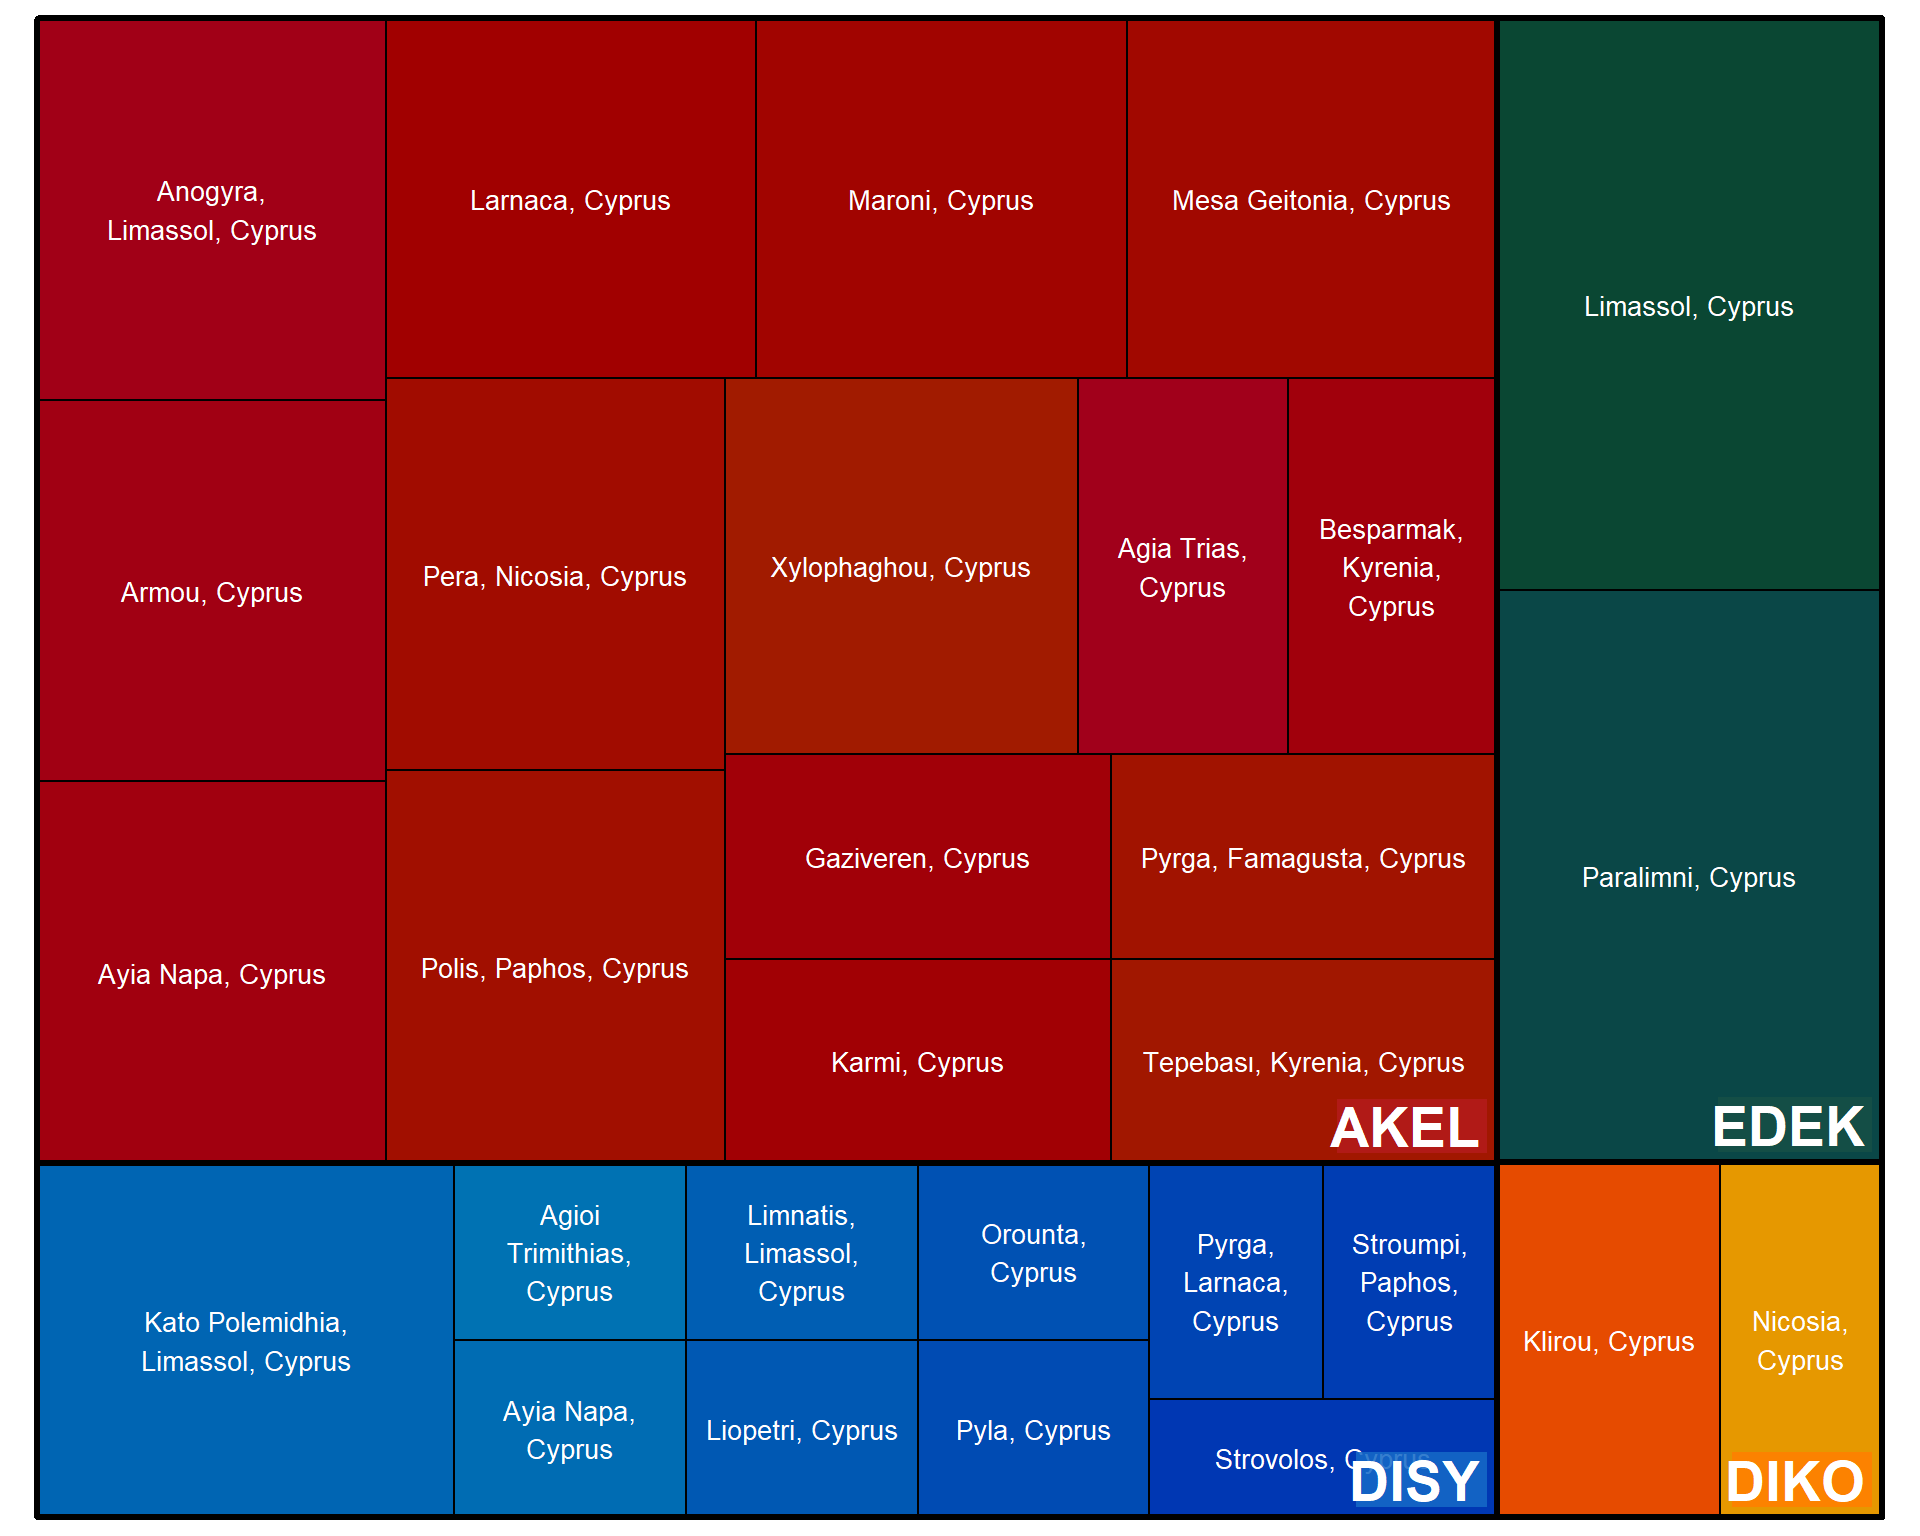 Anogyra,
Limassol, Cyprus
Larnaca, Cyprus
Maroni, Cyprus
Mesa Geitonia, Cyprus
Limassol, Cyprus
Armou, Cyprus
Pera, Nicosia, Cyprus
Xylophaghou, Cyprus
Agia Trias,
Cyprus
Besparmak,
Kyrenia,
Cyprus
Ayia Napa, Cyprus
Polis, Paphos, Cyprus
Gaziveren, Cyprus
Pyrga, Famagusta, Cyprus
Karmi, Cyprus
Tepebası, Kyrenia, Cyprus
AKEL
Paralimni, Cyprus
EDEK
Kato Polemidhia,
Limassol, Cyprus
Agioi
Trimithias,
Cyprus
Limnatis,
Limassol,
Cyprus
Orounta,
Cyprus
Pyrga,
Larnaca,
Cyprus
Stroumpi,
Paphos,
Cyprus
Ayia Napa,
Cyprus
Liopetri, Cyprus
Pyla, Cyprus
Strovolos, Cyprus
DISY
Klirou, Cyprus
Nicosia,
Cyprus
DIKO